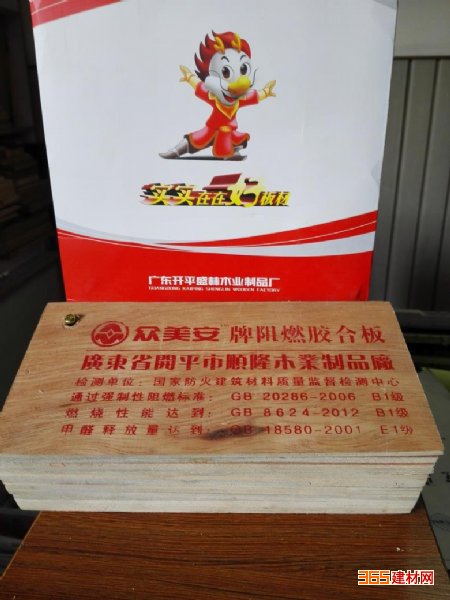 实实在在好板材
广东开平盛林木业制品厂
GUANGDONG KAIPING SHENGLIN WOODEN FACTORY
众美安牌阻燃胶合板
廣東省開平市順隆木業制品廠
检测单位：国家防火建筑材料质量监督检测中心
通过强制性阻燃标准：GB 20286-2006 B1级
燃烧性能达到：GB 8624-2012 B1级
甲醛释放量达到：GB 18580-2001 E1级
365建材网